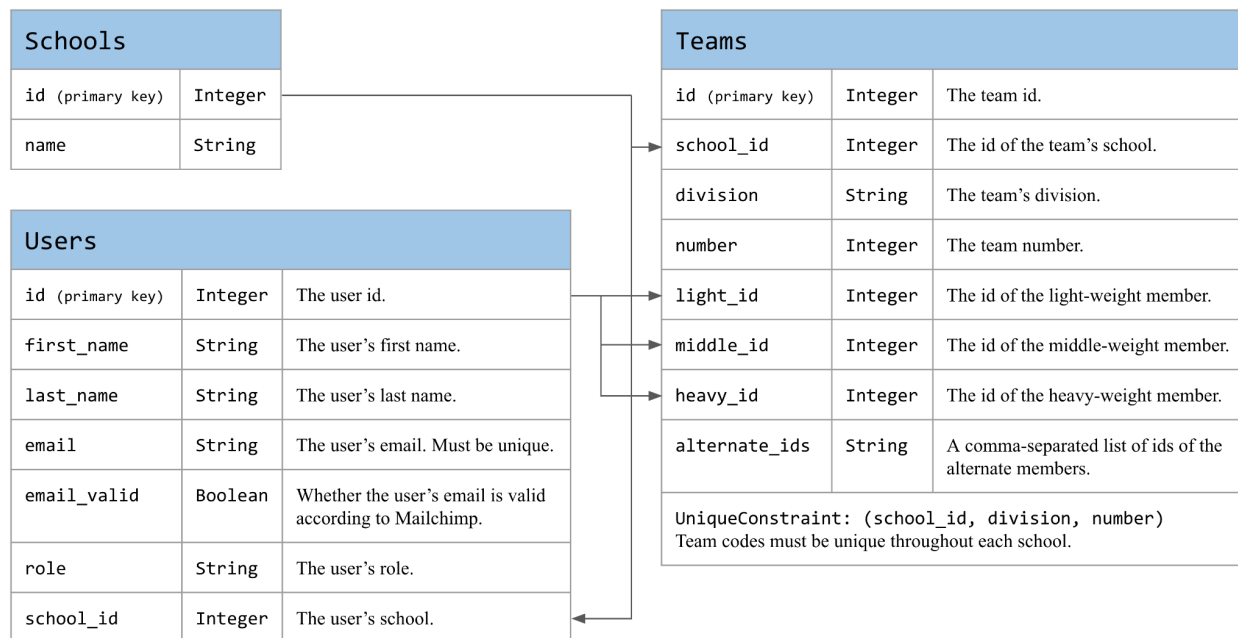 Schools
id (primary key) Integer
name String
Users
id (primary key) Integer The user id.
first_name String The user’s first name.
last_name String The user’s last name.
email String The user’s email. Must be unique.
email_valid Boolean Whether the user’s email is valid
according to Mailchimp.
role String The user’s role.
school_id Integer The user’s school.
Teams
id (primary key) Integer The team id.
school_id Integer The id of the team’s school.
division String The team’s division.
number Integer The team number.
light_id Integer The id of the light-weight member.
middle_id Integer The id of the middle-weight member.
heavy_id Integer The id of the heavy-weight member.
alternate_ids String A comma-separated list of ids of the
alternate members.
UniqueConstraint: (school_id, division, number)
Team codes must be unique throughout each school.